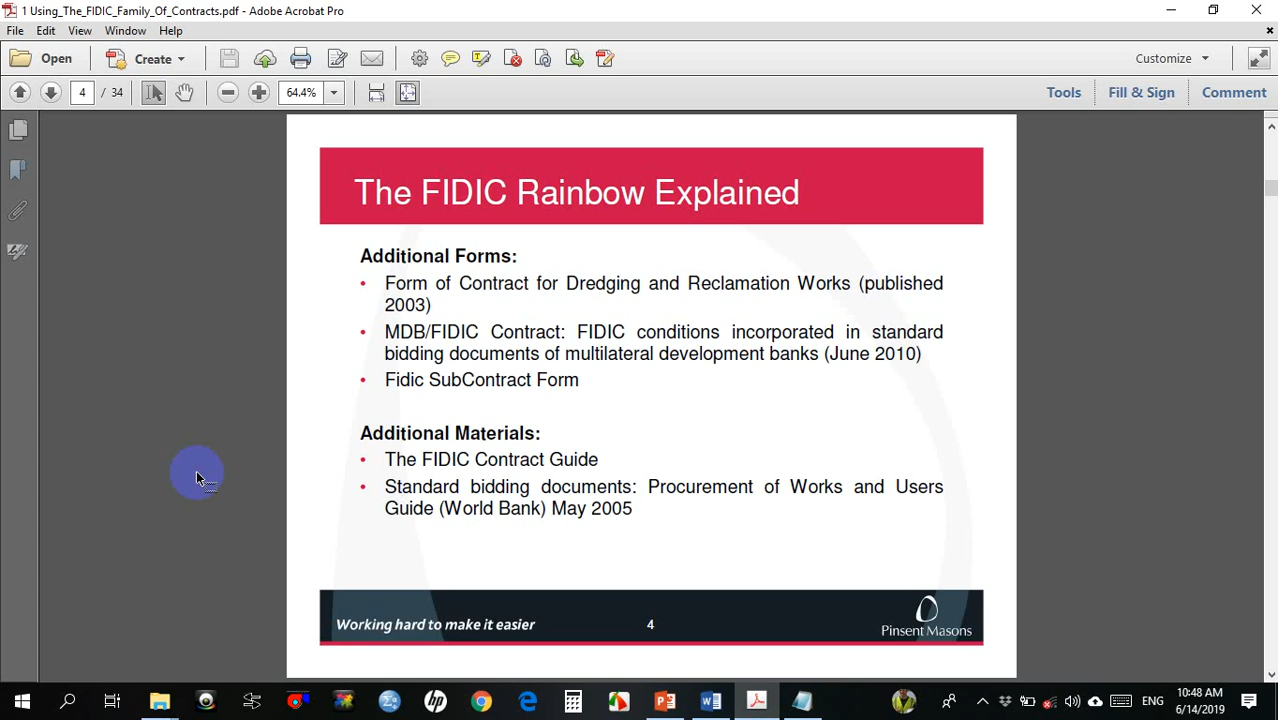 1 Using_The_FIDIC_Family_Of_Contracts.pdf - Adobe Acrobat Pro
File Edit View Window Help
Open Create Customize
4 / 34 64.4% Tools Fill & Sign Comment
The FIDIC Rainbow Explained
Additional Forms:
• Form of Contract for Dredging and Reclamation Works (published
2003)
• MDB/FIDIC Contract: FIDIC conditions incorporated in standard
bidding documents of multilateral development banks (June 2010)
• Fidic SubContract Form
Additional Materials:
• The FIDIC Contract Guide
• Standard bidding documents: Procurement of Works and Users
Guide (World Bank) May 2005
Working hard to make it easier 4 Pinsent Masons
ENG 10:48 AM
6/14/2019